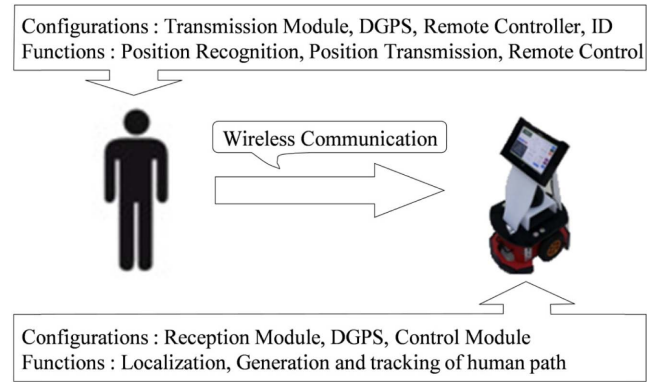 Configurations : Transmission Module, DGPS, Remote Controller, ID
Functions : Position Recognition, Position Transmission, Remote Control
Wireless Communication
Configurations : Reception Module, DGPS, Control Module
Functions : Localization, Generation and tracking of human path